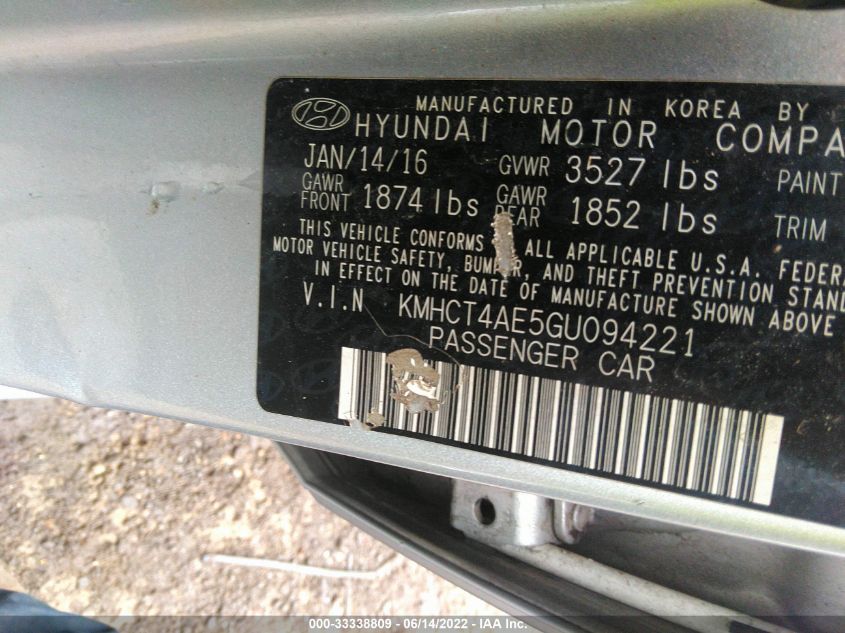 MANUFACTURED IN KOREA BY
HYUNDAI MOTOR COMPA
JAN/14/16 GVWR 3527 lbs PAINT
GAWR FRONT 1874 lbs GAWR REAR 1852 lbs TRIM
THIS VEHICLE CONFORMS ALL APPLICABLE U.S.A. FEDER
MOTOR VEHICLE SAFETY, BUMPER, AND THEFT PREVENTION STAND
IN EFFECT ON THE DATE OF MANUFACTURE SHOWN ABOVE
V.I.N KMHCT4AE5GU094221
PASSENGER CAR
000-33338809 - 06/14/2022 - IAA Inc.